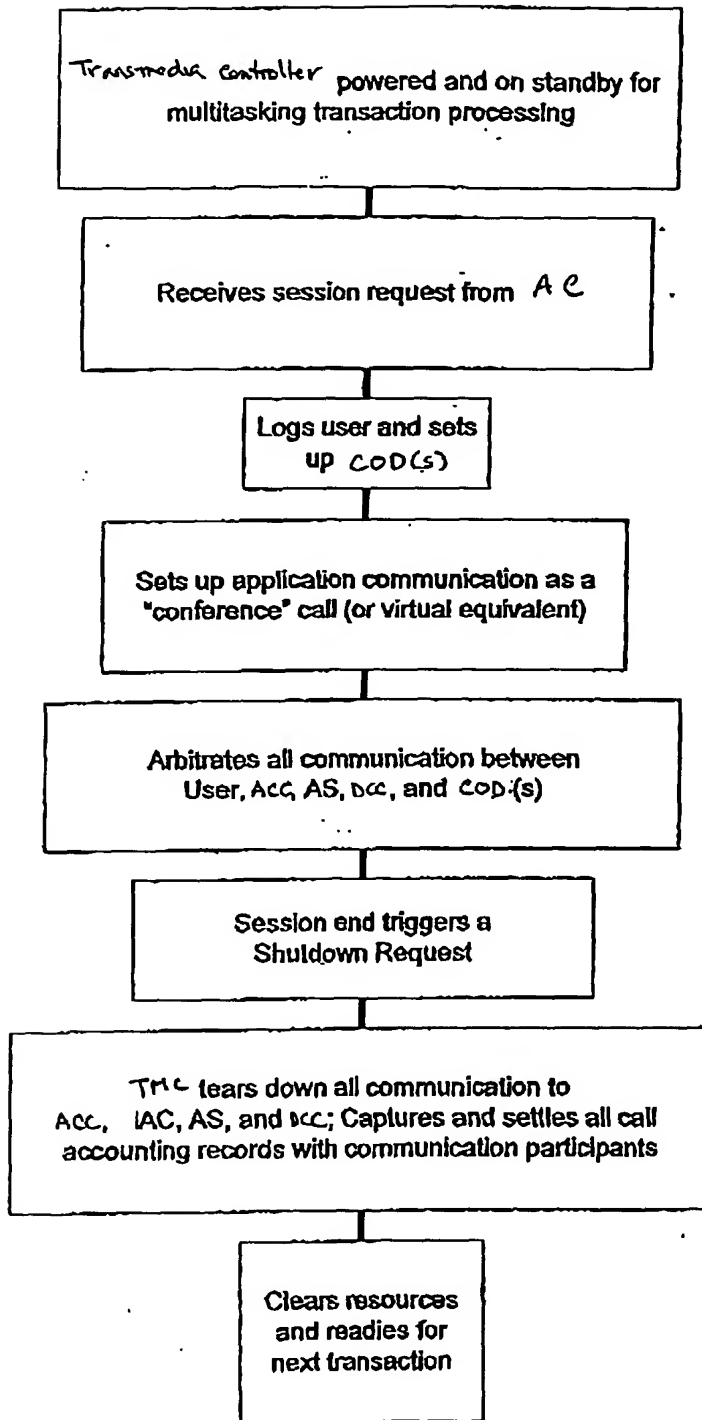 Transmedia Controller powered and on standby for
multitasking transaction processing
Receives session request from AC
Logs user and sets
up COD(s)
Sets up application communication as a
"conference" call (or virtual equivalent)
Arbitrates all communication between
User, ACC, AS, DCC, and COD(s)
Session end triggers a
Shutdown Request
TMC tears down all communication to
ACC, IAC, AS, and DCC; Captures and settles all call
accounting records with communication participants
Clears resources
and readies for
next transaction